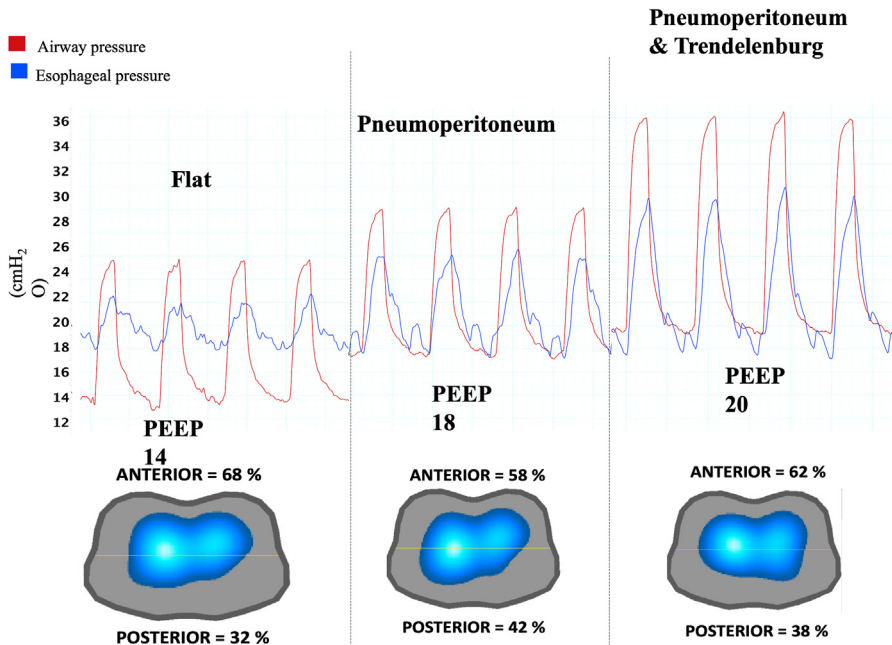 Pneumoperitoneum
& Trendelenburg
Airway pressure
Esophageal pressure
Pneumoperitoneum
Flat
36
34
32
30
28
26
24
22
20
18
16
14
12
(cmH2
O)
PEEP
14
PEEP
18
PEEP
20
ANTERIOR = 68 %
ANTERIOR = 58 %
ANTERIOR = 62 %
POSTERIOR = 32 %
POSTERIOR = 42 %
POSTERIOR = 38 %